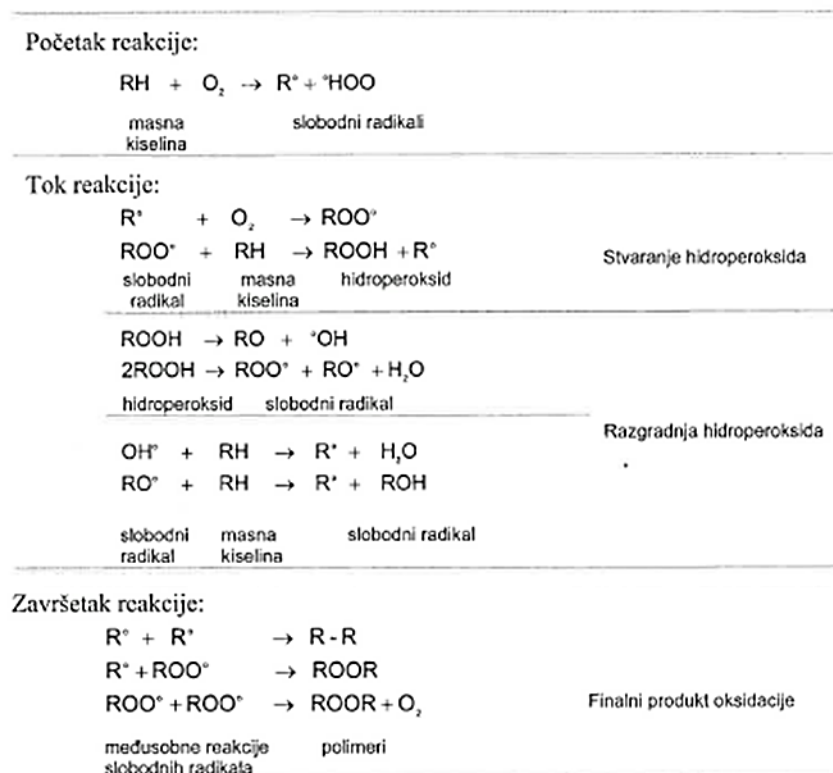 Početak reakcije:
RH + O₂ → R° + °HOO
masna slobodni radikali
kiselina
Tok reakcije:
R° + O₂ → ROO°
ROO° + RH → ROOH + R°
Stvaranje hidroperoksida
slobodni masna hidroperoksid
radikal kiselina
ROOH → RO + °OH
2ROOH → ROO° + RO° + H₂O
hidroperoksid slobodni radikal
Razgradnja hidroperoksida
OH° + RH → R° + H₂O
RO° + RH → R° + ROH
slobodni masna slobodni radikal
radikal kiselina
Završetak reakcije:
R° + R° → R - R
R° + ROO° → ROOR
ROO° + ROO° → ROOR + O₂
Finalni produkt oksidacije
međusobne reakcije polimeri
slobodnih radikala